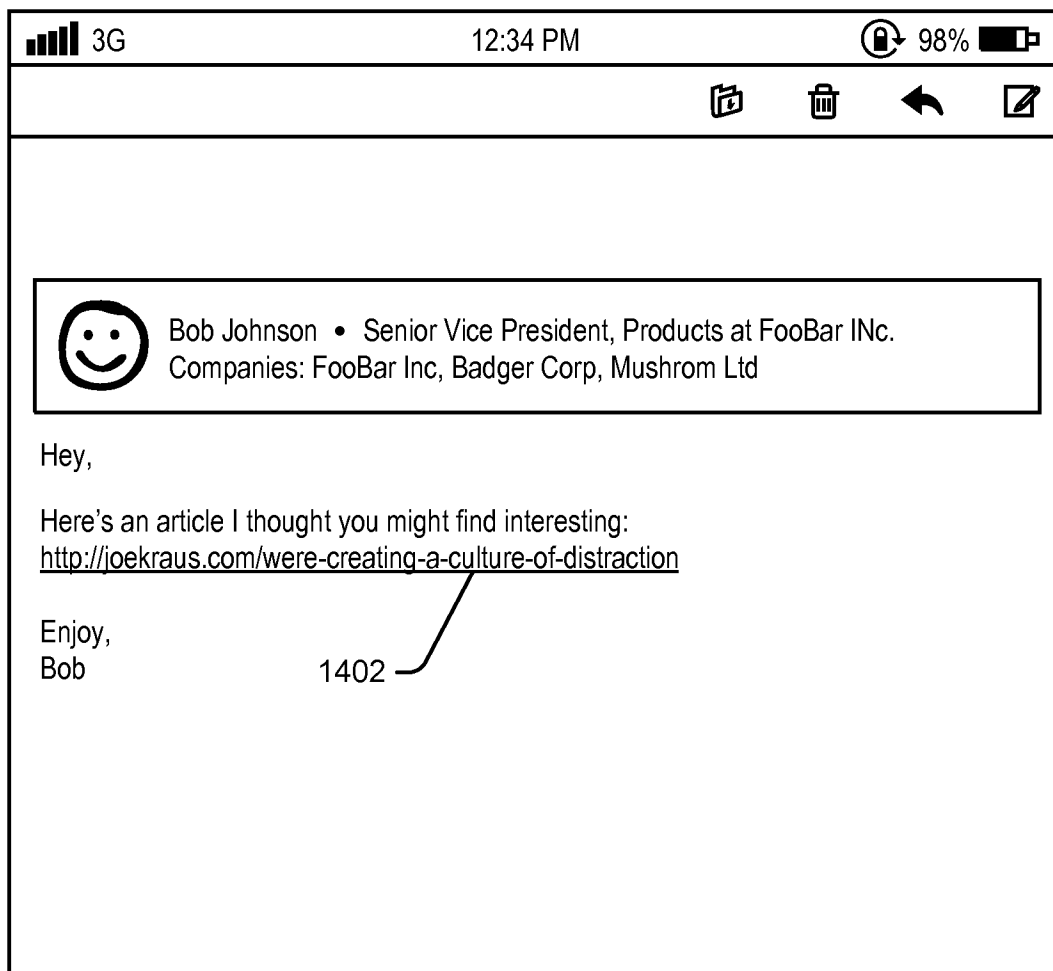 3G 12:34 PM 98%
Bob Johnson • Senior Vice President, Products at FooBar INc.
Companies: FooBar Inc, Badger Corp, Mushrom Ltd
Hey,
Here's an article I thought you might find interesting:
http://joekraus.com/were-creating-a-culture-of-distraction
Enjoy,
Bob
1402